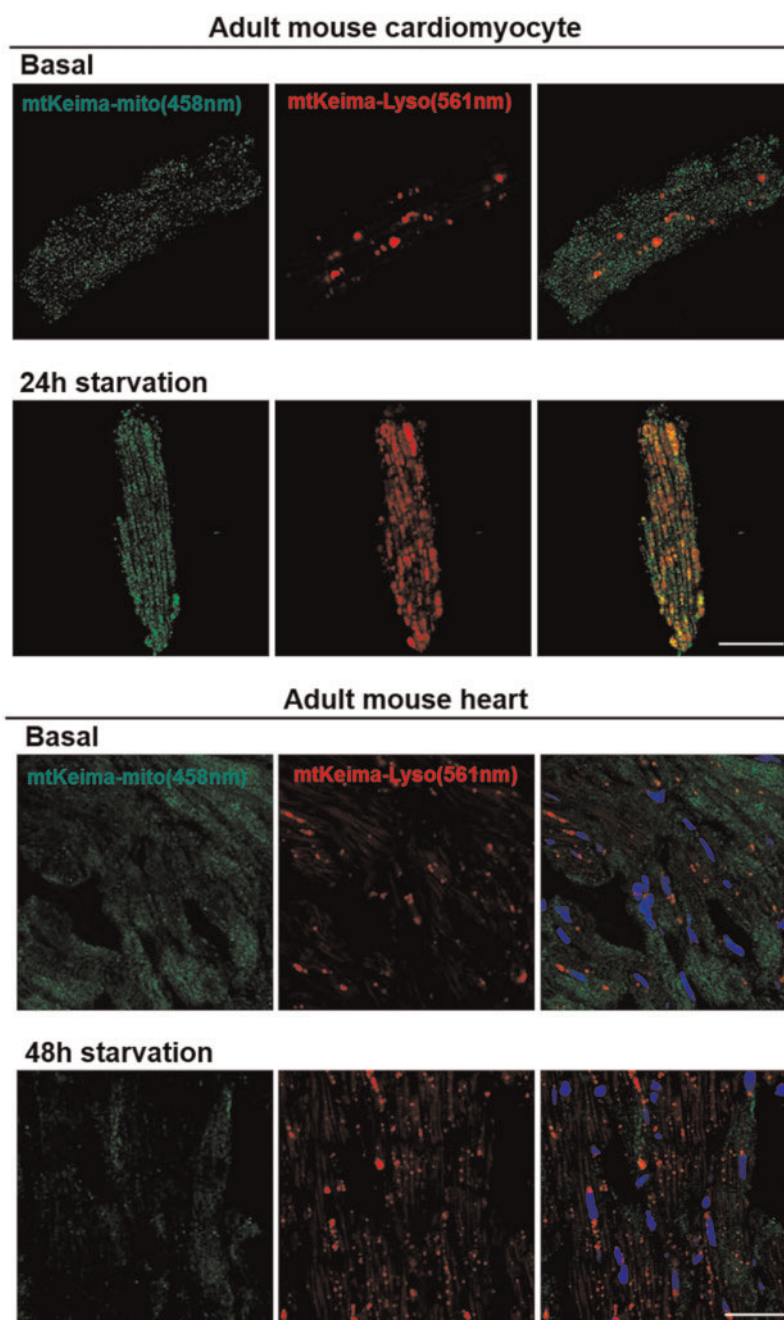 Adult mouse cardiomyocyte
Basal
mtKeima-mito(458nm)
mtKeima-Lyso(561nm)
24h starvation
Adult mouse heart
Basal
mtKeima-mito(458nm)
mtKeima-Lyso(561nm)
48h starvation